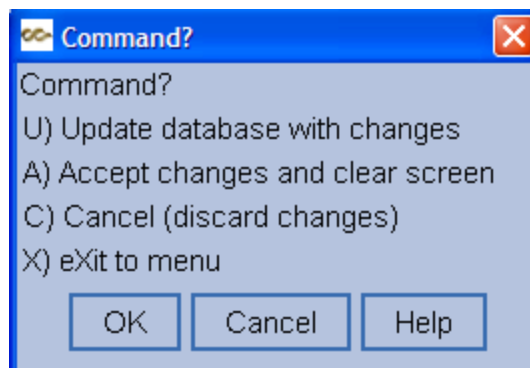 Command?
Command?
U) Update database with changes
A) Accept changes and clear screen
C) Cancel (discard changes)
X) eXit to menu
OK Cancel Help